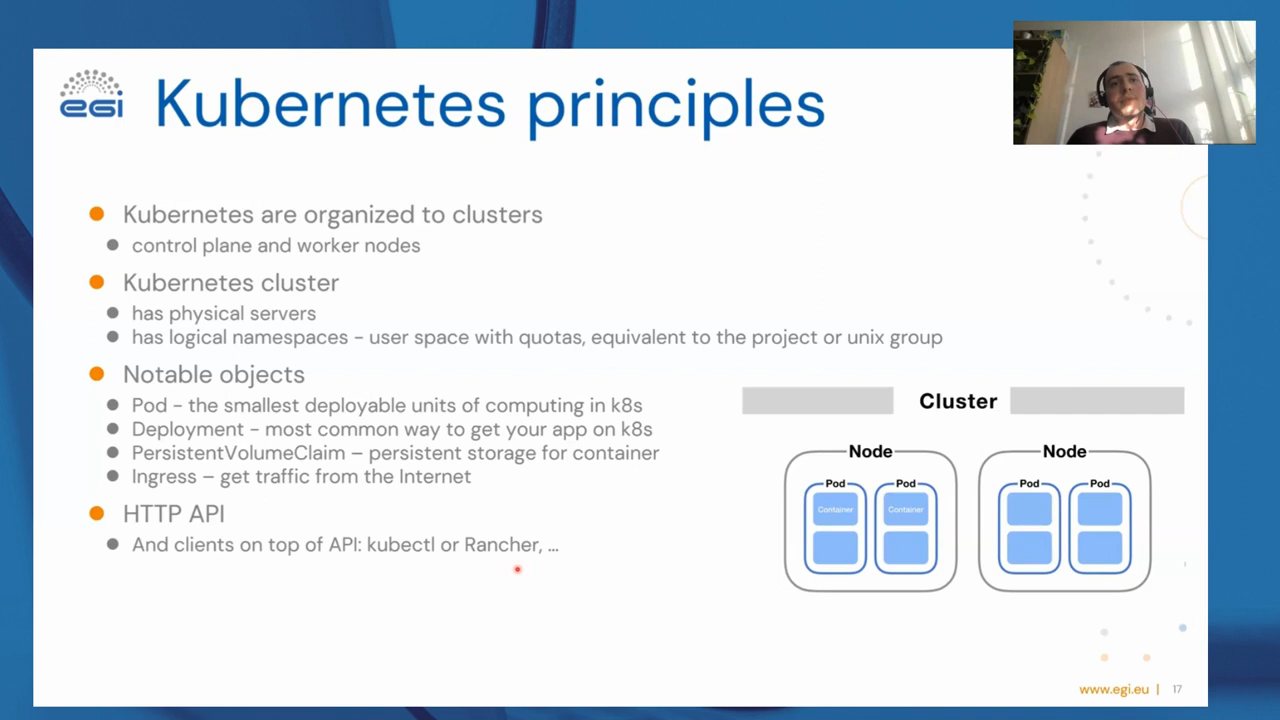 egi
Kubernetes principles
Kubernetes are organized to clusters
control plane and worker nodes
Kubernetes cluster
has physical servers
has logical namespaces - user space with quotas, equivalent to the project or unix group
Notable objects
Pod - the smallest deployable units of computing in k8s
Deployment - most common way to get your app on k8s
PersistentVolumeClaim – persistent storage for container
Ingress – get traffic from the Internet
HTTP API
And clients on top of API: kubectl or Rancher, ...
Cluster
Node Node
Pod Pod Pod Pod
Container Container
www.egi.eu | 17